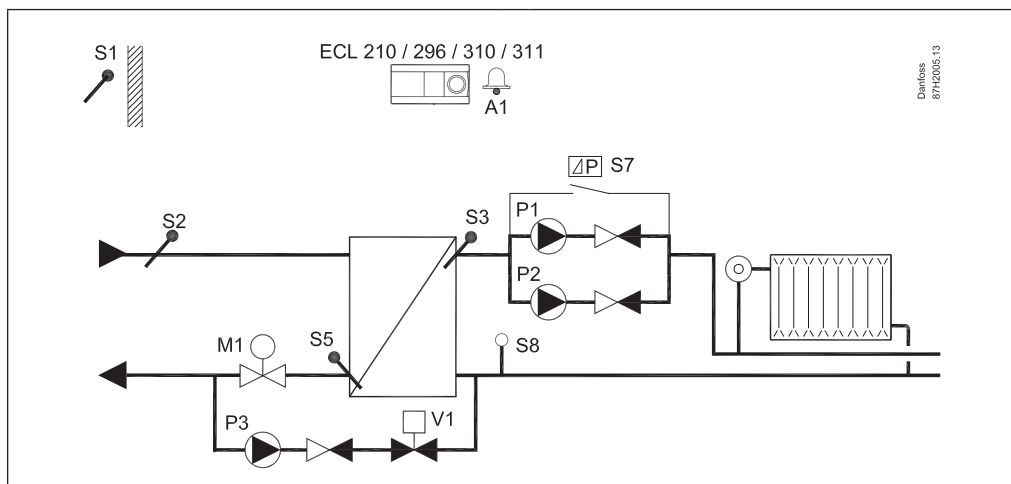 S1
ECL 210 / 296 / 310 / 311
A1
Danfoss
87H2005.13
⊿P S7
S2
S3
P1
P2
M1
S5
S8
P3
V1